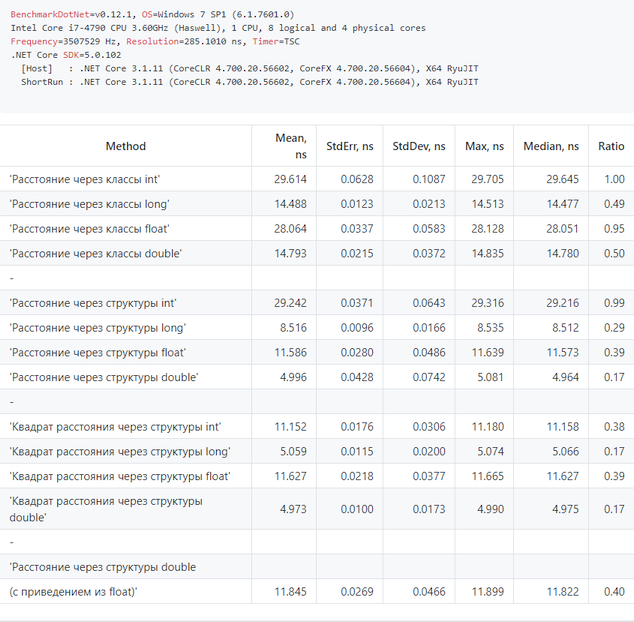 BenchmarkDotNet=v0.12.1, OS=Windows 7 SP1 (6.1.7601.0)
Intel Core i7-4790 CPU 3.60GHz (Haswell), 1 CPU, 8 logical and 4 physical cores
Frequency=3507529 Hz, Resolution=285.1010 ns, Timer=TSC
.NET Core SDK=5.0.102
[Host] : .NET Core 3.1.11 (CoreCLR 4.700.20.56602, CoreFX 4.700.20.56604), X64 RyuJIT
ShortRun : .NET Core 3.1.11 (CoreCLR 4.700.20.56602, CoreFX 4.700.20.56604), X64 RyuJIT
Method Mean, ns StdErr, ns StdDev, ns Max, ns Median, ns Ratio
'Расстояние через классы int' 29.614 0.0628 0.1087 29.705 29.645 1.00
'Расстояние через классы long' 14.488 0.0123 0.0213 14.513 14.477 0.49
'Расстояние через классы float' 28.064 0.0337 0.0583 28.128 28.051 0.95
'Расстояние через классы double' 14.793 0.0215 0.0372 14.835 14.780 0.50
-
'Расстояние через структуры int' 29.242 0.0371 0.0643 29.316 29.216 0.99
'Расстояние через структуры long' 8.516 0.0096 0.0166 8.535 8.512 0.29
'Расстояние через структуры float' 11.586 0.0280 0.0486 11.639 11.573 0.39
'Расстояние через структуры double' 4.996 0.0428 0.0742 5.081 4.964 0.17
-
'Квадрат расстояния через структуры int' 11.152 0.0176 0.0306 11.180 11.158 0.38
'Квадрат расстояния через структуры long' 5.059 0.0115 0.0200 5.074 5.066 0.17
'Квадрат расстояния через структуры float' 11.627 0.0218 0.0377 11.665 11.627 0.39
'Квадрат расстояния через структуры
double' 4.973 0.0100 0.0173 4.990 4.975 0.17
-
'Расстояние через структуры double
(с приведением из float)' 11.845 0.0269 0.0466 11.899 11.822 0.40